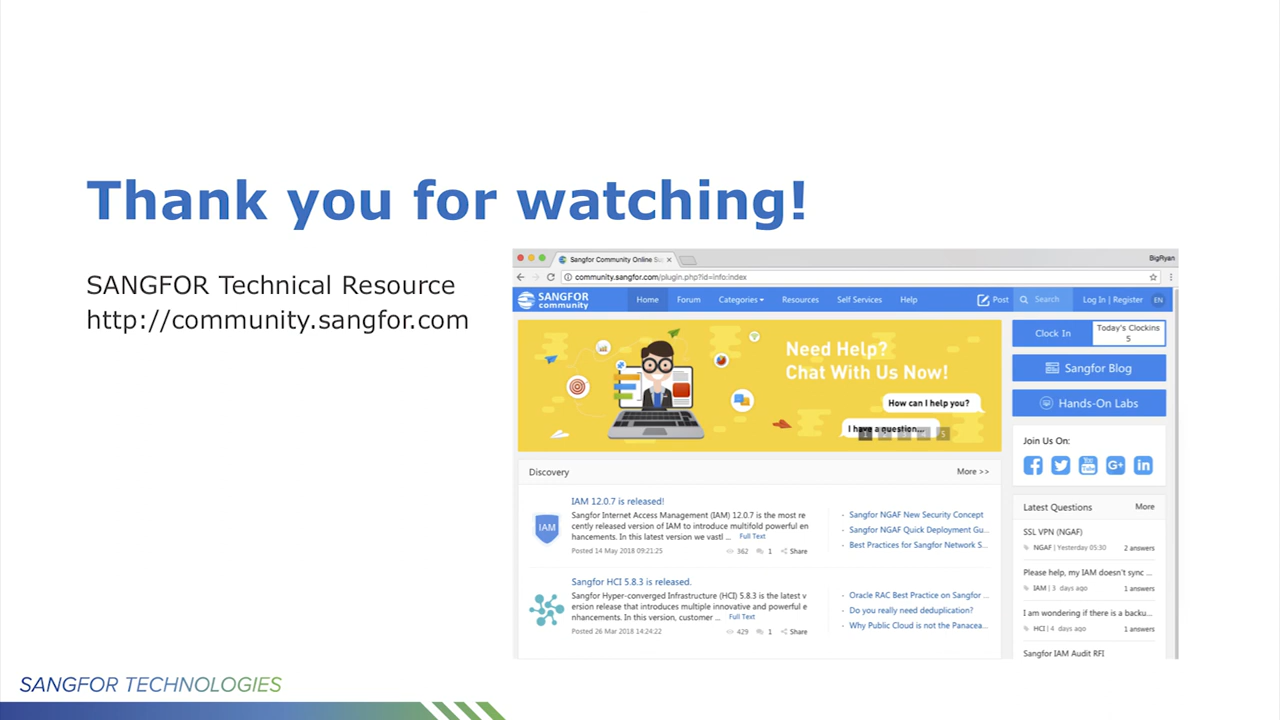 Thank you for watching!
SANGFOR Technical Resource
http://community.sangfor.com
Sangfor Community Online Su
BigRyan
community.sangfor.com/plugin.php?id=info:index
SANGFOR
community
Home
Forum
Categories
Resources
Self Services
Help
Post
Search
Log In | Register
EN
Need Help?
Chat With Us Now!
How can I help you?
I have a question...
1 2 3 4 5
Clock In
Today's Clockins
5
Sangfor Blog
Hands-On Labs
Join Us On:
You
Tube
G+
in
Discovery
More >>
IAM
IAM 12.0.7 is released!
Sangfor Internet Access Management (IAM) 12.0.7 is the most re
cently released version of IAM to introduce multifold powerful en
hancements. In this latest version we vastl ... Full Text
Posted 14 May 2018 09:21:25
362
1
Share
· Sangfor NGAF New Security Concept
· Sangfor NGAF Quick Deployment Gu...
· Best Practices for Sangfor Network S...
Sangfor HCI 5.8.3 is released.
Sangfor Hyper-converged Infrastructure (HCI) 5.8.3 is the latest v
ersion release that introduces multiple innovative and powerful e
nhancements. In this version, customer ... Full Text
Posted 26 Mar 2018 14:24:22
429
1
Share
· Oracle RAC Best Practice on Sangfor ...
· Do you really need deduplication?
· Why Public Cloud is not the Panacea...
Latest Questions
More
SSL VPN (NGAF)
NGAF | Yesterday 05:30
2 answers
Please help, my IAM doesn't sync ...
IAM | 3 days ago
1 answers
I am wondering if there is a backu...
HCI | 4 days ago
1 answers
Sangfor IAM Audit RFI
SANGFOR TECHNOLOGIES